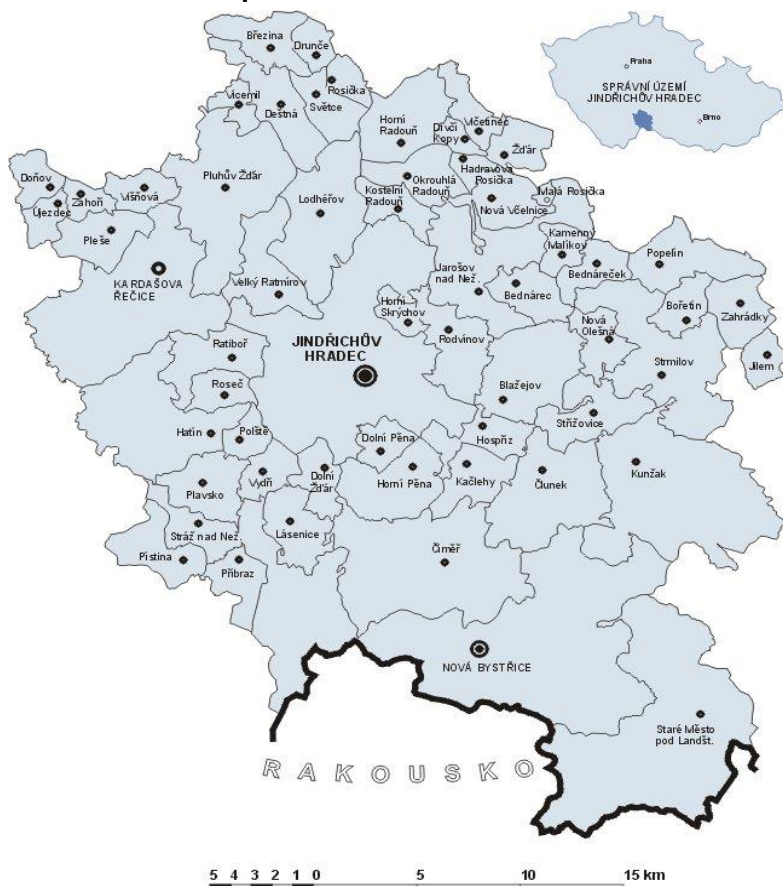 Březina
Drunče
Rosička
Vicemil
Deštná
Světce
Horní
Radouň
Dívčí
Kopy
Vlčetínec
Žďár
Hadravova
Rosička
Praha
SPRÁVNÍ ÚZEMÍ
JINDŘICHŮV HRADEC
Brno
Doňov
Újezdec
Záhoří
Višňová
Pluhův Žďár
Lodhéřov
Kostelní
Radouň
Okrouhlá
Radouň
Nová Včelnice
Malá Rosička
Pleše
KARDAŠOVA
ŘEČICE
Velký Ratmírov
Jarošov
nad Než.
Kamenný
Malíkov
Bednáreček
Popelín
Bednárec
Horní
Skrýchov
Rodvínov
Nová
Olešná
Bořetín
Zahrádky
Ratiboř
JINDŘICHŮV
HRADEC
Strmilov
Jilem
Roseč
Blažejov
Střížovice
Hatín
Polště
Dolní Pěna
Hospříz
Plavsko
Vydří
Dolní
Žďár
Horní Pěna
Kačlehy
Člunek
Kunžak
Stráž nad Než.
Lásenice
Pístina
Příbraz
Číměř
NOVÁ BYSTŘICE
Staré Město
pod Landšt.
RAKOUSKO
5 4 3 2 1 0 5 10 15 km